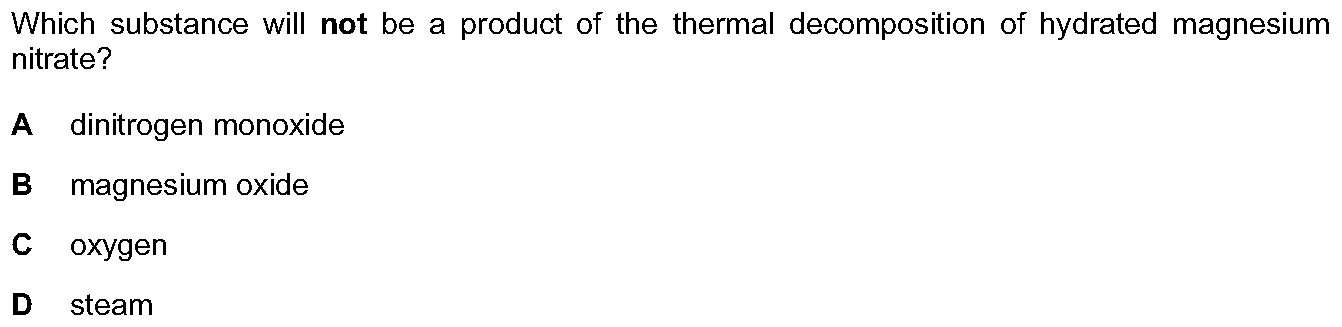 Which substance will not be a product of the thermal decomposition of hydrated magnesium
nitrate?
A dinitrogen monoxide
B magnesium oxide
C oxygen
D steam